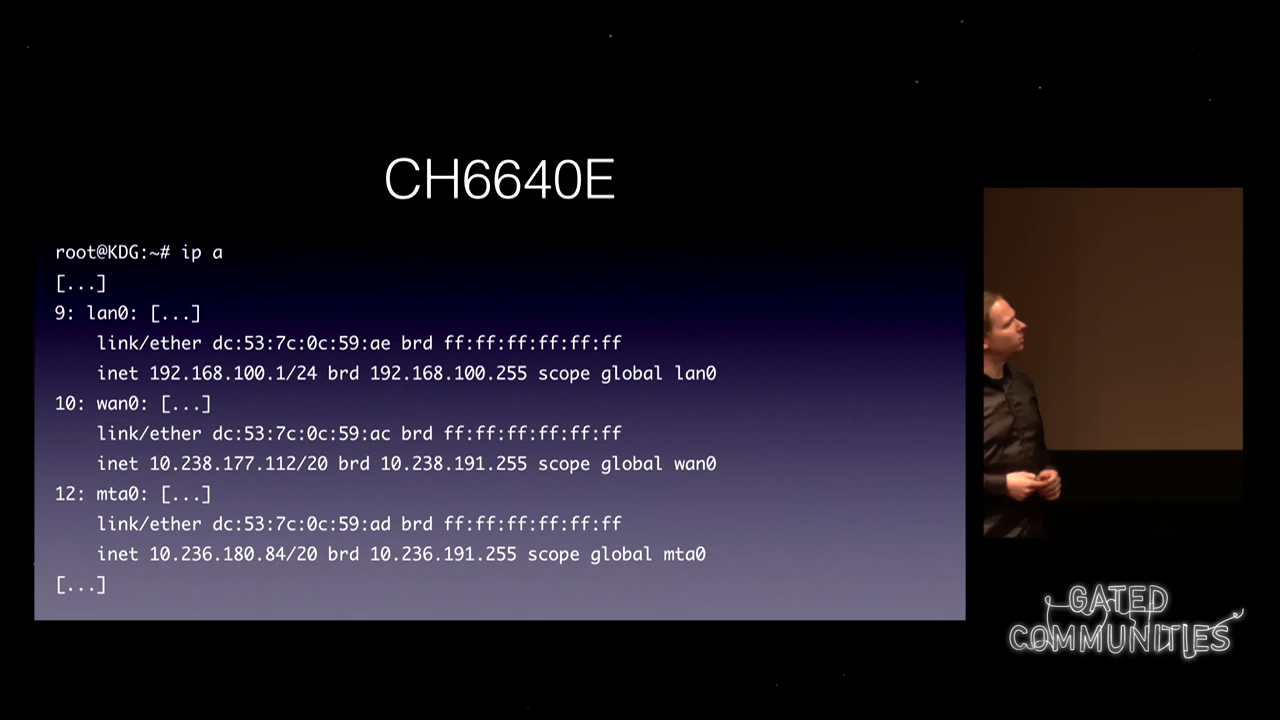 CH6640E
root@KDG:~# ip a
[...]
9: lan0: [...]
link/ether dc:53:7c:0c:59:ae brd ff:ff:ff:ff:ff:ff
inet 192.168.100.1/24 brd 192.168.100.255 scope global lan0
10: wan0: [...]
link/ether dc:53:7c:0c:59:ac brd ff:ff:ff:ff:ff:ff
inet 10.238.177.112/20 brd 10.238.191.255 scope global wan0
12: mta0: [...]
link/ether dc:53:7c:0c:59:ad brd ff:ff:ff:ff:ff:ff
inet 10.236.180.84/20 brd 10.236.191.255 scope global mta0
[...]
GATED
COMMUNITIES